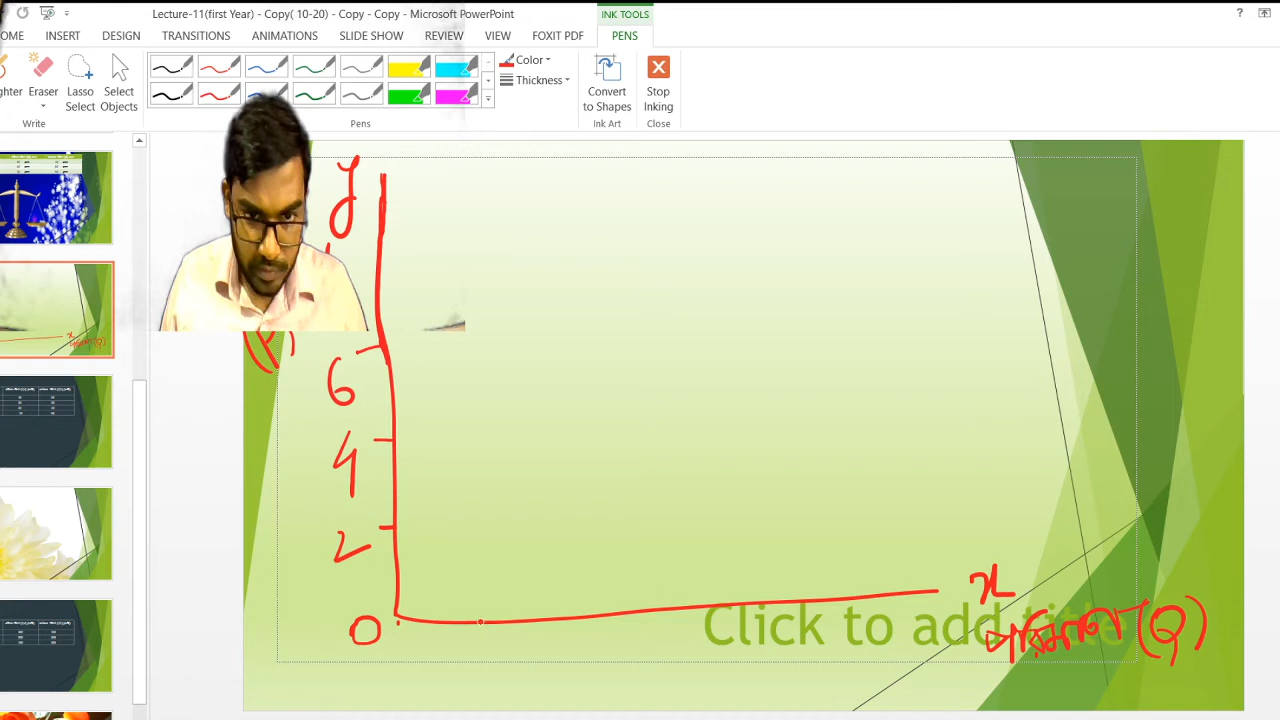 Lecture-11(first Year) - Copy( 10-20) - Copy - Copy - Microsoft PowerPoint
INK TOOLS
?
OME INSERT DESIGN TRANSITIONS ANIMATIONS SLIDE SHOW REVIEW VIEW FOXIT PDF PENS
ghter
Eraser
Lasso
Select
Select
Objects
Color
Thickness
Convert
to Shapes
Stop
Inking
Write
Pens
Ink Art
Close
y
(P)
6
4
2
0
x
(Q)
Click to add title